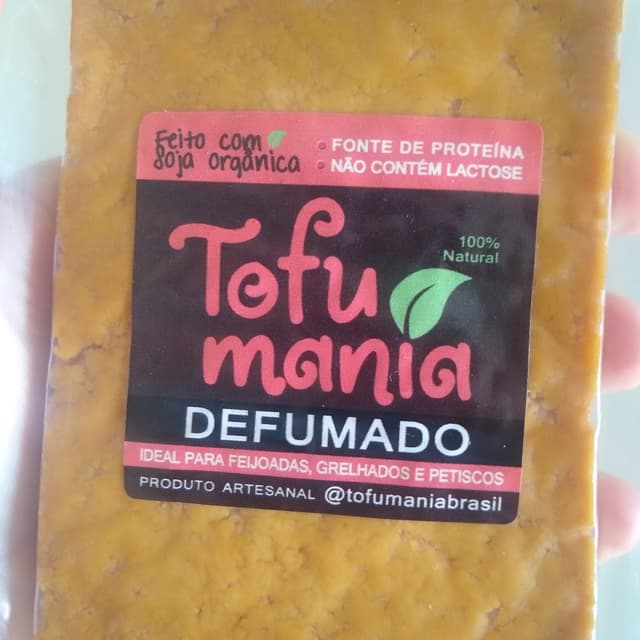 Feito com
soja orgânica
FONTE DE PROTEÍNA
NÃO CONTÉM LACTOSE
Tofu
mania
100%
Natural
DEFUMADO
IDEAL PARA FEIJOADAS, GRELHADOS E PETISCOS
PRODUTO ARTESANAL @tofumaniabrasil